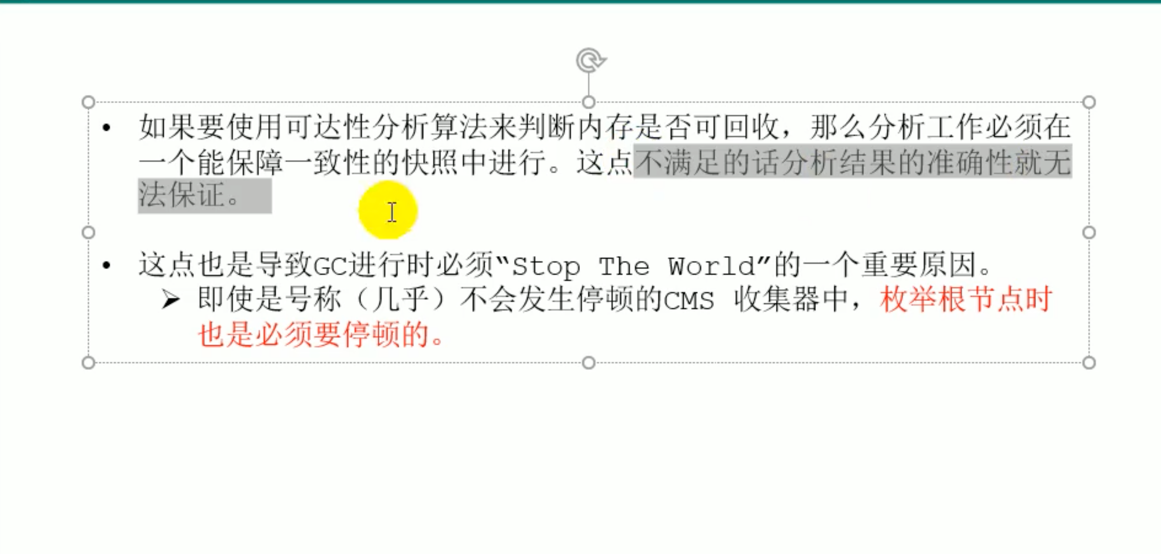 • 如果要使用可达性分析算法来判断内存是否可回收，那么分析工作必须在
一个能保障一致性的快照中进行。这点不满足的话分析结果的准确性就无
法保证。
• 这点也是导致GC进行时必须“Stop The World”的一个重要原因。
➢ 即使是号称（几乎）不会发生停顿的CMS 收集器中，枚举根节点时
也是必须要停顿的。